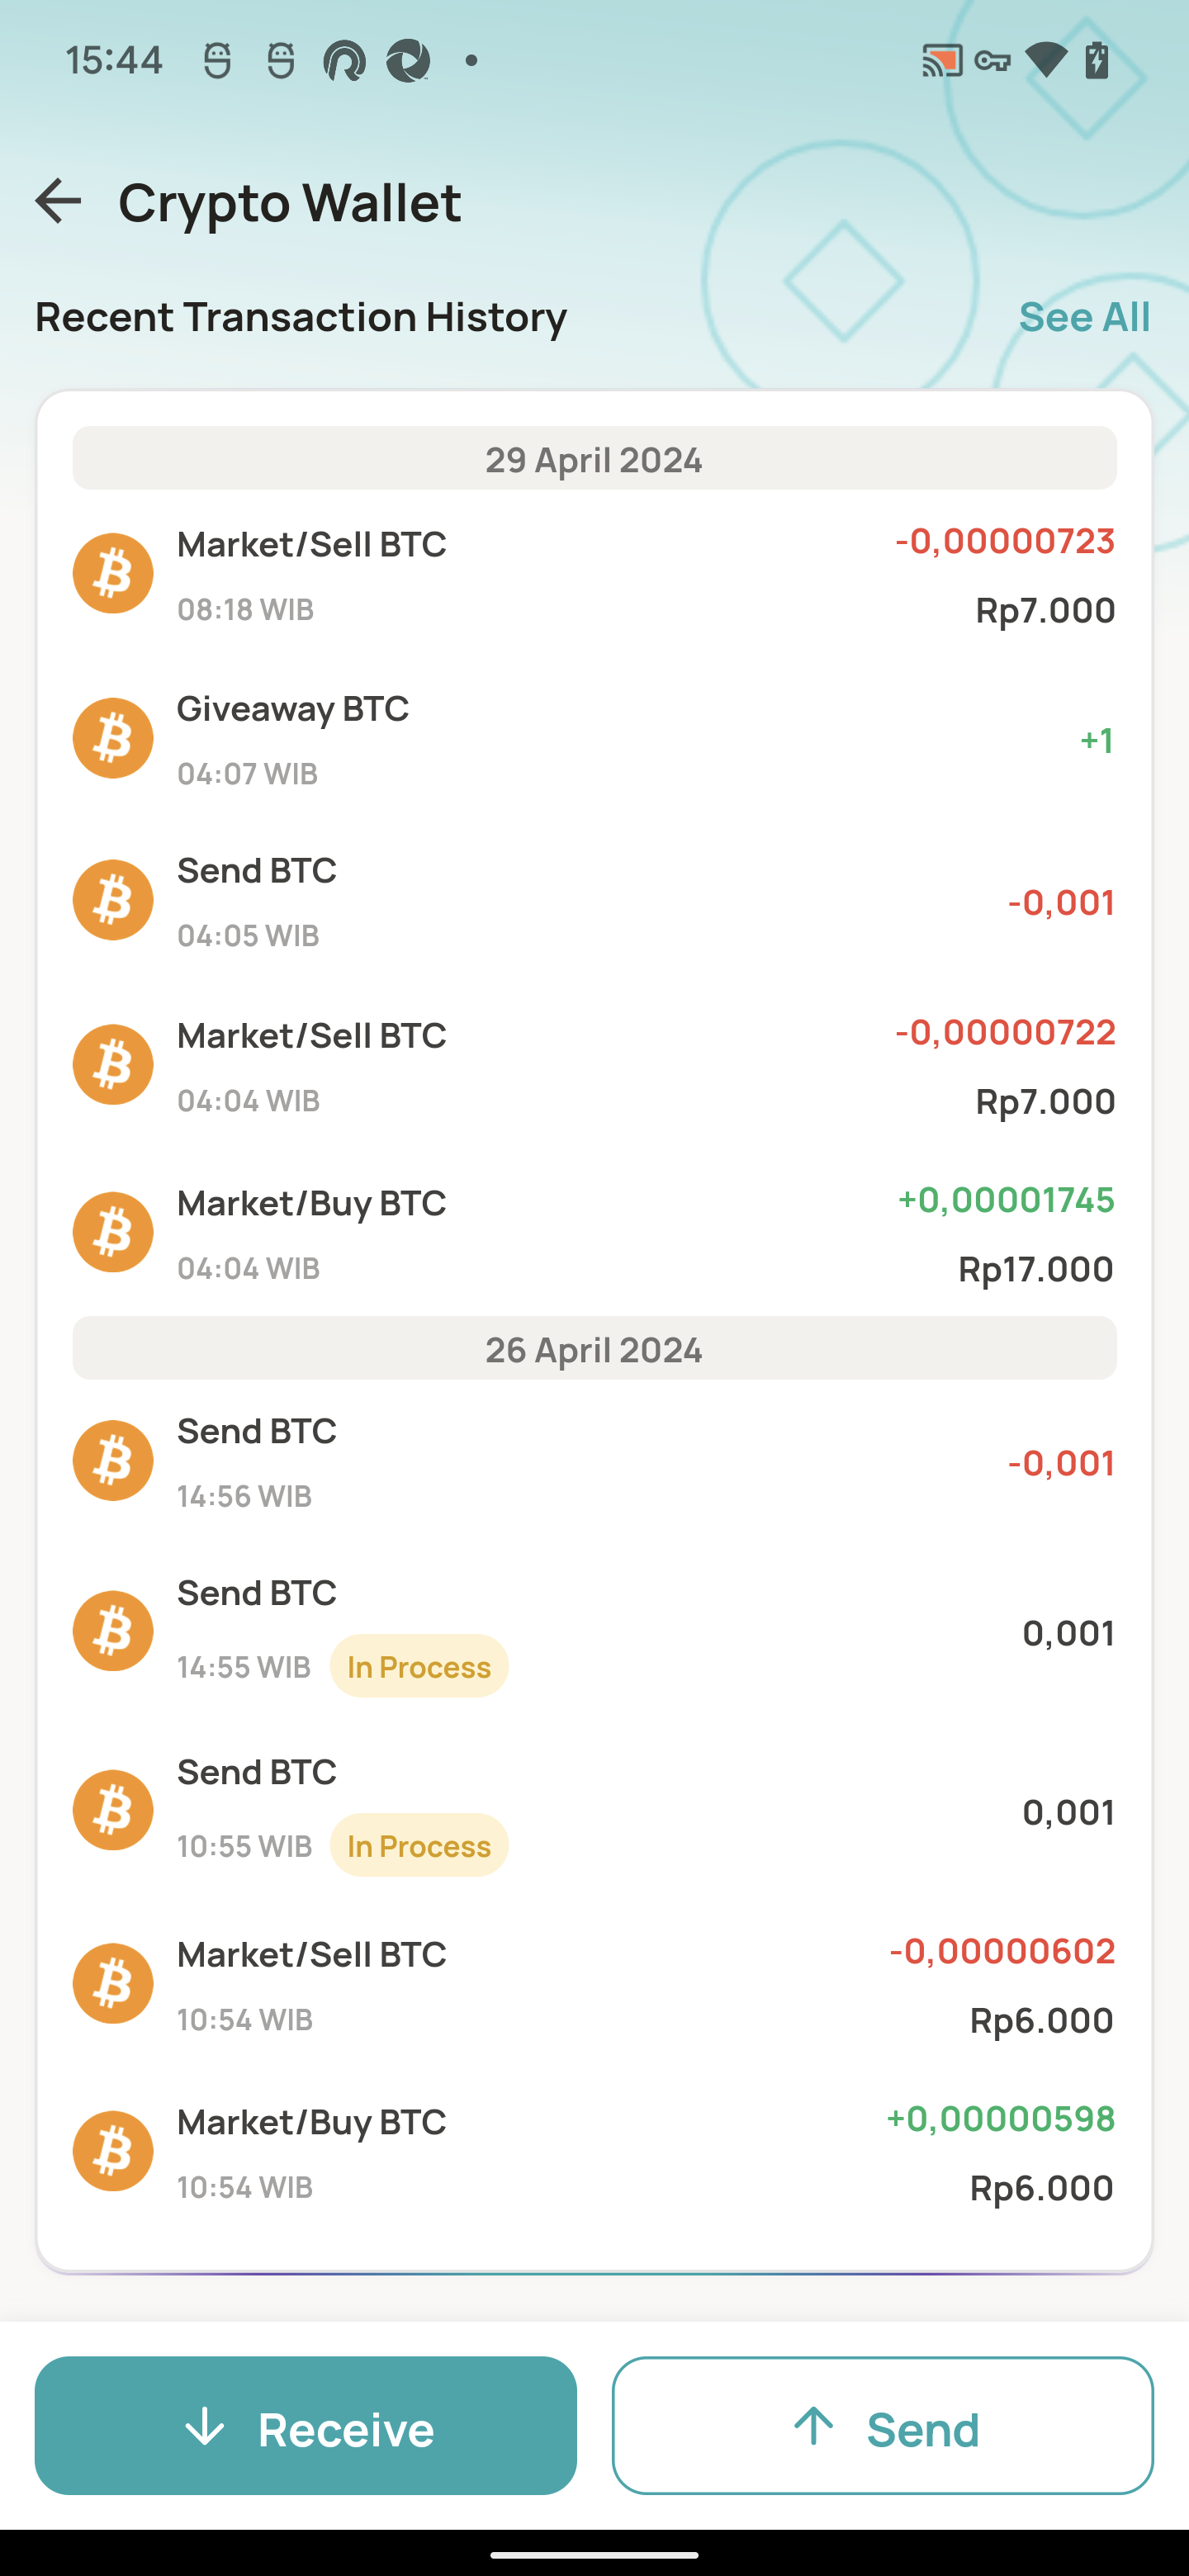 15:44
Crypto Wallet
Recent Transaction History
See All
29 April 2024
Market/Sell BTC
-0,00000723
08:18 WIB
Rp7.000
Giveaway BTC
+1
04:07 WIB
Send BTC
-0,001
04:05 WIB
Market/Sell BTC
-0,00000722
04:04 WIB
Rp7.000
Market/Buy BTC
+0,00001745
04:04 WIB
Rp17.000
26 April 2024
Send BTC
-0,001
14:56 WIB
Send BTC
0,001
14:55 WIB
In Process
Send BTC
0,001
10:55 WIB
In Process
Market/Sell BTC
-0,00000602
10:54 WIB
Rp6.000
Market/Buy BTC
+0,00000598
10:54 WIB
Rp6.000
Receive
Send